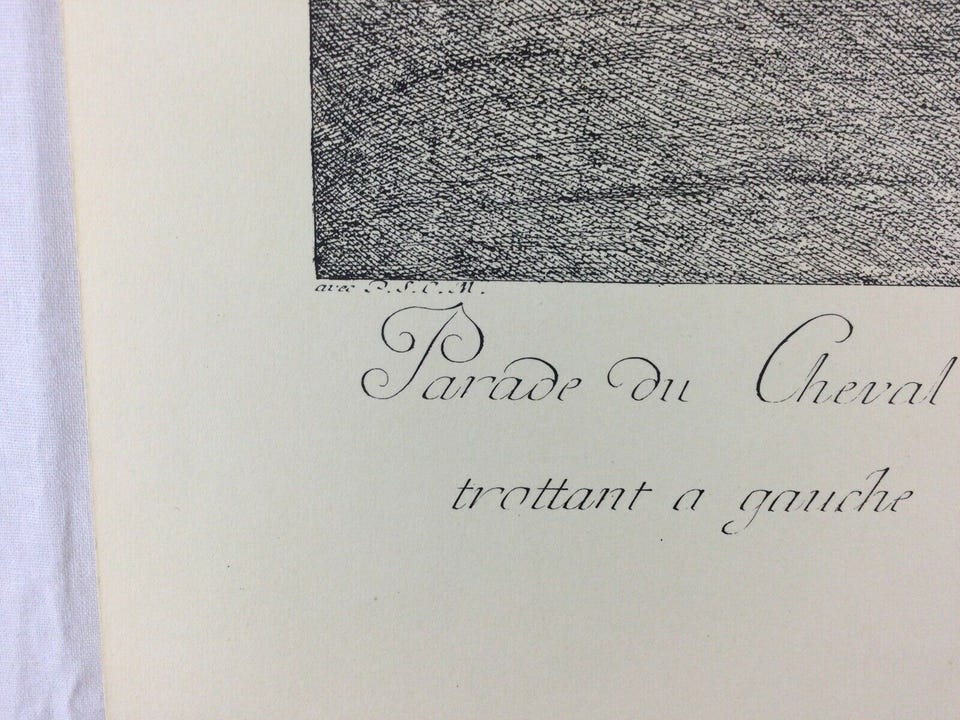 avec P.S.C.M.
Parade du Cheval
trottant a gauche